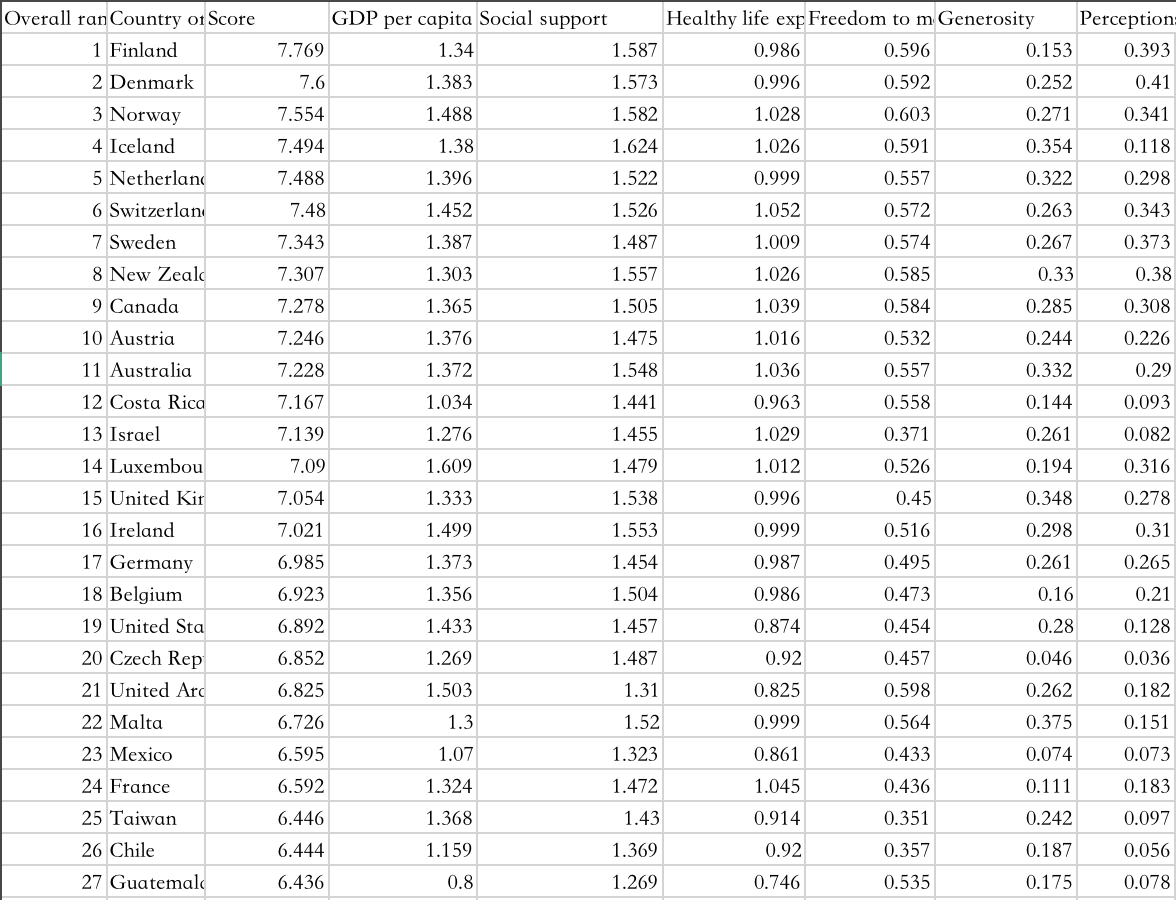 Overall ran Country or Score GDP per capita Social support Healthy life exp Freedom to m Generosity Perceptions
1 Finland 7.769 1.34 1.587 0.986 0.596 0.153 0.393
2 Denmark 7.6 1.383 1.573 0.996 0.592 0.252 0.41
3 Norway 7.554 1.488 1.582 1.028 0.603 0.271 0.341
4 Iceland 7.494 1.38 1.624 1.026 0.591 0.354 0.118
5 Netherland 7.488 1.396 1.522 0.999 0.557 0.322 0.298
6 Switzerland 7.48 1.452 1.526 1.052 0.572 0.263 0.343
7 Sweden 7.343 1.387 1.487 1.009 0.574 0.267 0.373
8 New Zeala 7.307 1.303 1.557 1.026 0.585 0.33 0.38
9 Canada 7.278 1.365 1.505 1.039 0.584 0.285 0.308
10 Austria 7.246 1.376 1.475 1.016 0.532 0.244 0.226
11 Australia 7.228 1.372 1.548 1.036 0.557 0.332 0.29
12 Costa Rica 7.167 1.034 1.441 0.963 0.558 0.144 0.093
13 Israel 7.139 1.276 1.455 1.029 0.371 0.261 0.082
14 Luxembou 7.09 1.609 1.479 1.012 0.526 0.194 0.316
15 United Kin 7.054 1.333 1.538 0.996 0.45 0.348 0.278
16 Ireland 7.021 1.499 1.553 0.999 0.516 0.298 0.31
17 Germany 6.985 1.373 1.454 0.987 0.495 0.261 0.265
18 Belgium 6.923 1.356 1.504 0.986 0.473 0.16 0.21
19 United Sta 6.892 1.433 1.457 0.874 0.454 0.28 0.128
20 Czech Rep 6.852 1.269 1.487 0.92 0.457 0.046 0.036
21 United Ara 6.825 1.503 1.31 0.825 0.598 0.262 0.182
22 Malta 6.726 1.3 1.52 0.999 0.564 0.375 0.151
23 Mexico 6.595 1.07 1.323 0.861 0.433 0.074 0.073
24 France 6.592 1.324 1.472 1.045 0.436 0.111 0.183
25 Taiwan 6.446 1.368 1.43 0.914 0.351 0.242 0.097
26 Chile 6.444 1.159 1.369 0.92 0.357 0.187 0.056
27 Guatemala 6.436 0.8 1.269 0.746 0.535 0.175 0.078